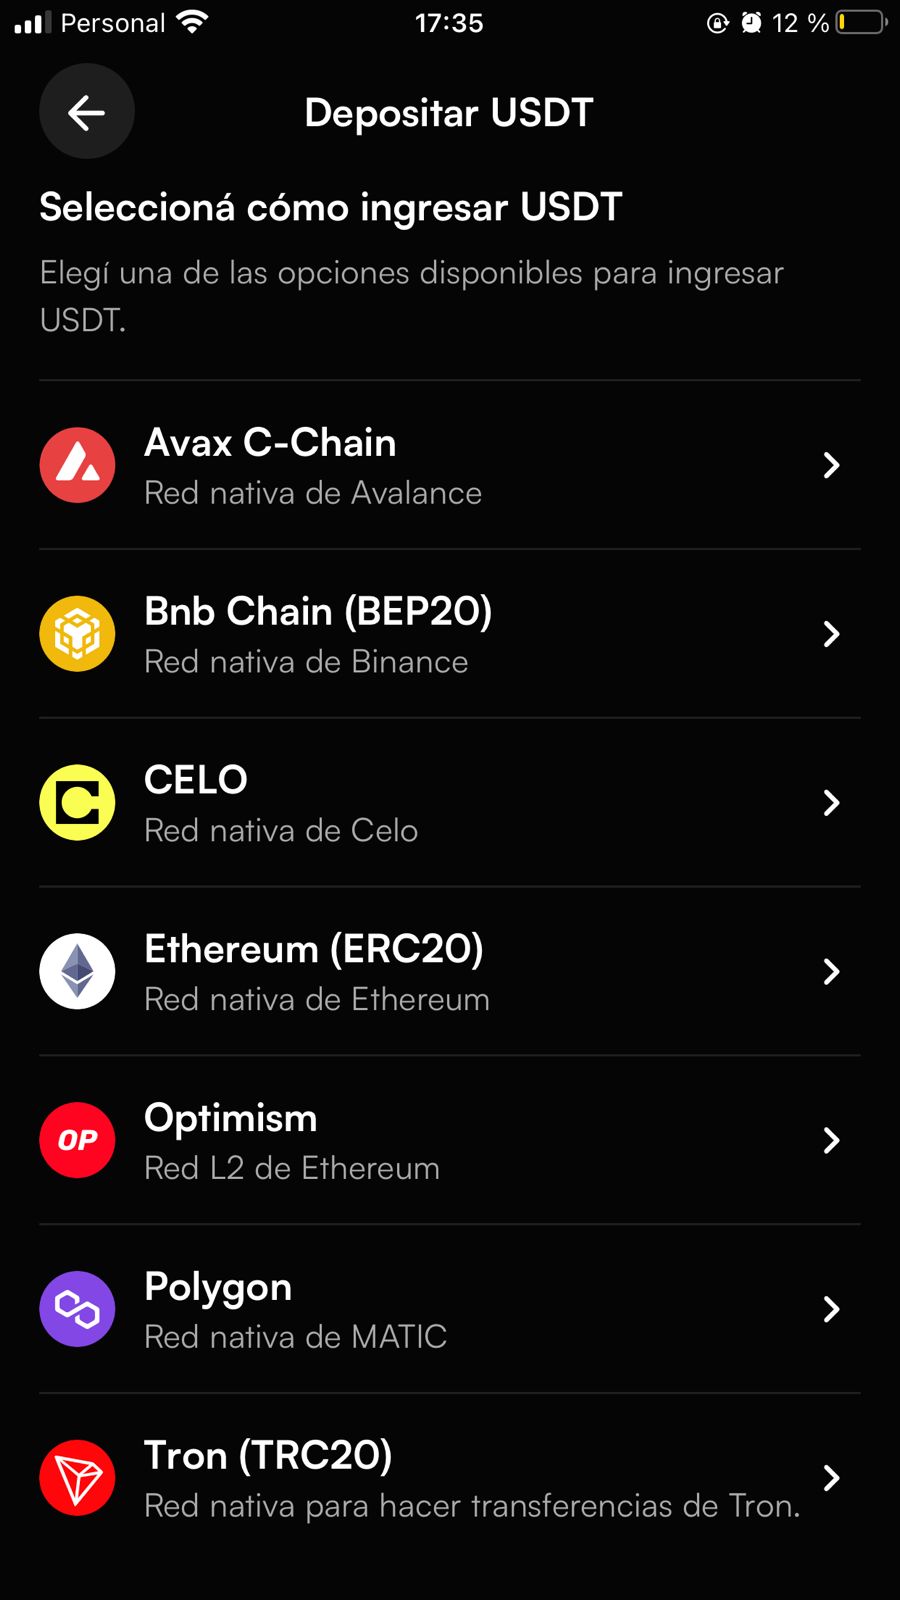 Personal 17:35 12 %
Depositar USDT
Seleccioná cómo ingresar USDT
Elegí una de las opciones disponibles para ingresar
USDT.
Avax C-Chain
Red nativa de Avalance
Bnb Chain (BEP20)
Red nativa de Binance
CELO
Red nativa de Celo
Ethereum (ERC20)
Red nativa de Ethereum
OP
Optimism
Red L2 de Ethereum
Polygon
Red nativa de MATIC
Tron (TRC20)
Red nativa para hacer transferencias de Tron.